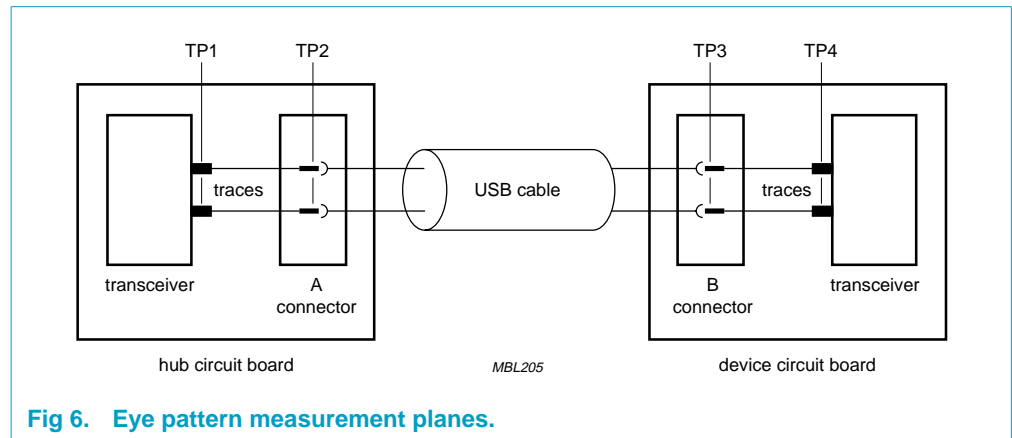 TP1 TP2 TP3 TP4
traces USB cable traces
transceiver A connector B connector transceiver
hub circuit board MBL205 device circuit board
Fig 6. Eye pattern measurement planes.